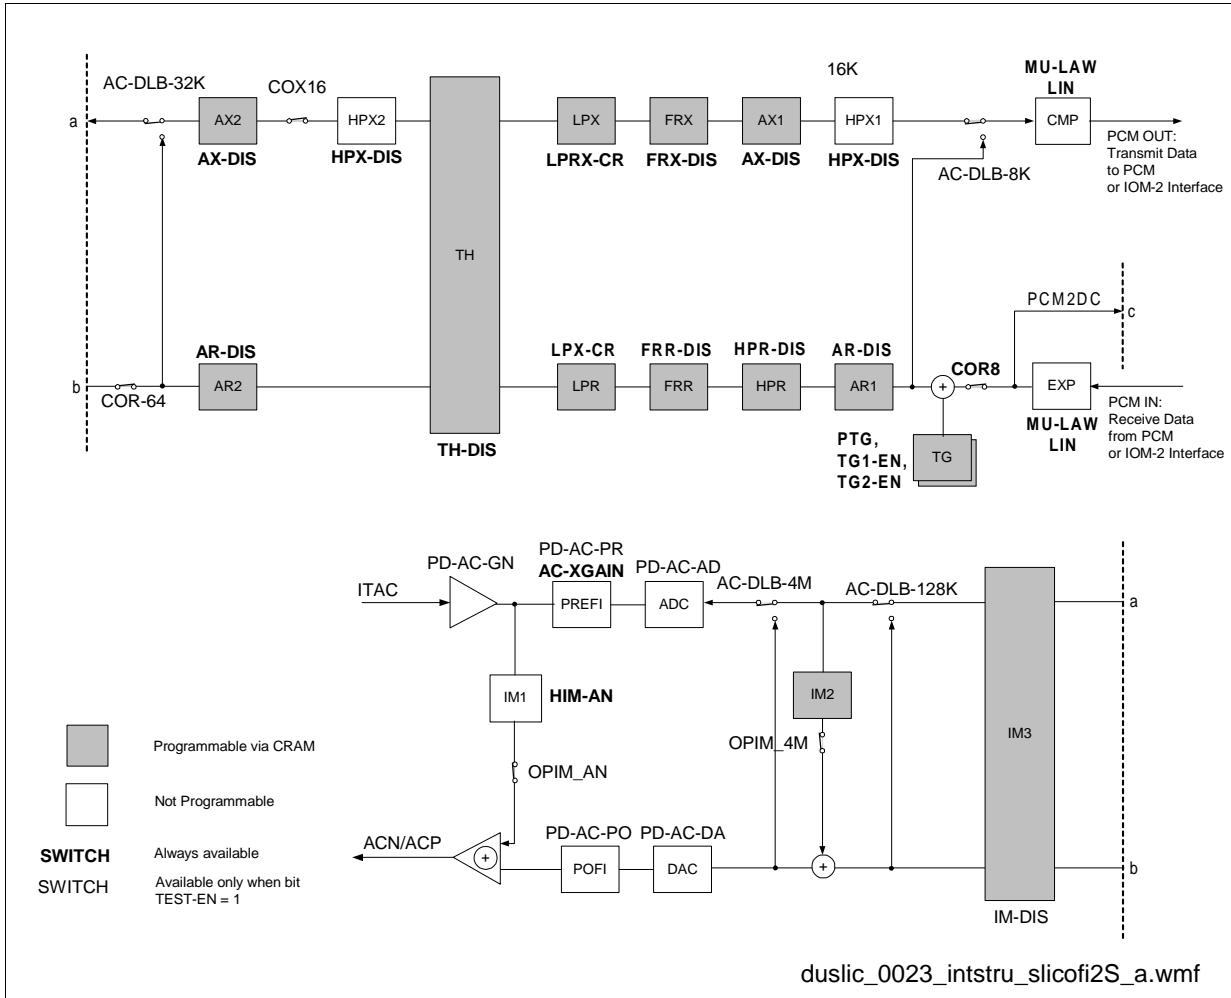 AC-DLB-32K
COX16
16K
MU-LAW
LIN
a
AX2
HPX2
LPX
FRX
AX1
HPX1
CMP
AX-DIS
HPX-DIS
LPRX-CR
FRX-DIS
AX-DIS
HPX-DIS
AC-DLB-8K
PCM OUT:
Transmit Data
to PCM
or IOM-2 Interface
TH
PCM2DC
c
AR-DIS
LPX-CR
FRR-DIS
HPR-DIS
AR-DIS
COR8
b
COR-64
AR2
LPR
FRR
HPR
AR1
+
EXP
TH-DIS
PTG,
TG1-EN,
TG2-EN
TG
MU-LAW
LIN
PCM IN:
Receive Data
from PCM
or IOM-2 Interface
PD-AC-GN
PD-AC-PR
AC-XGAIN
PD-AC-AD
AC-DLB-4M
AC-DLB-128K
ITAC
PREFI
ADC
a
IM1
HIM-AN
IM2
IM3
OPIM_AN
OPIM_4M
ACN/ACP
PD-AC-PO
PD-AC-DA
+
POFI
DAC
+
b
IM-DIS
Programmable via CRAM
Not Programmable
SWITCH
Always available
SWITCH
Available only when bit
TEST-EN = 1
duslic_0023_intstru_slicofi2S_a.wmf